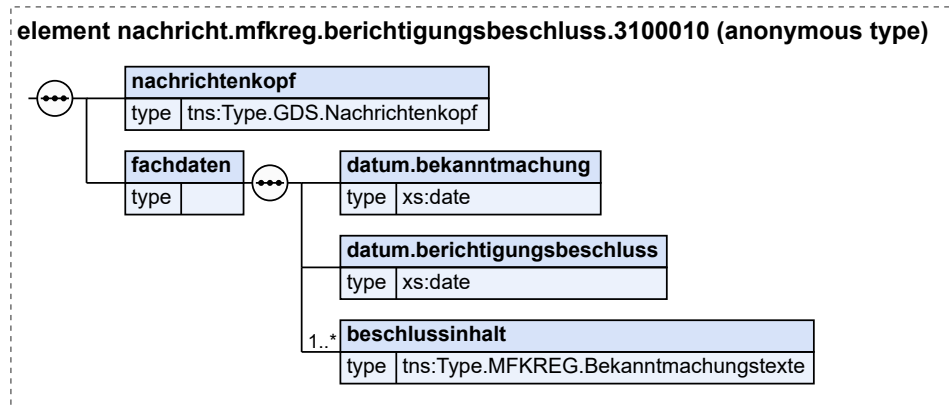 element nachricht.mfkreg.berichtigungsbeschluss.3100010 (anonymous type)
nachrichtenkopf
type tns:Type.GDS.Nachrichtenkopf
fachdaten
type
datum.bekanntmachung
type xs:date
datum.berichtigungsbeschluss
type xs:date
1..*
beschlussinhalt
type tns:Type.MFKREG.Bekanntmachungstexte